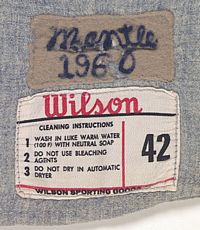 Mantle
196
Wilson
CLEANING INSTRUCTIONS
1 WASH IN LUKE WARM WATER
(100 F) WITH NEUTRAL SOAP
2 DO NOT USE BLEACHING
AGENTS
3 DO NOT DRY IN AUTOMATIC
DRYER
42
WILSON SPORTING GOODS